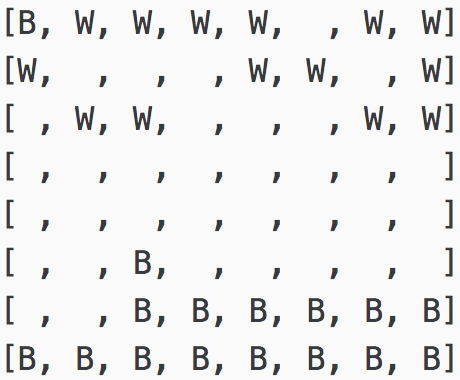 [B, W, W, W, W,  , W, W]
[W,  ,  ,  , W, W,  , W]
[ , W, W,  ,  ,  , W, W]
[ ,  ,  ,  ,  ,  ,  ,  ]
[ ,  ,  ,  ,  ,  ,  ,  ]
[ ,  , B,  ,  ,  ,  ,  ]
[ ,  , B, B, B, B, B, B]
[B, B, B, B, B, B, B, B]